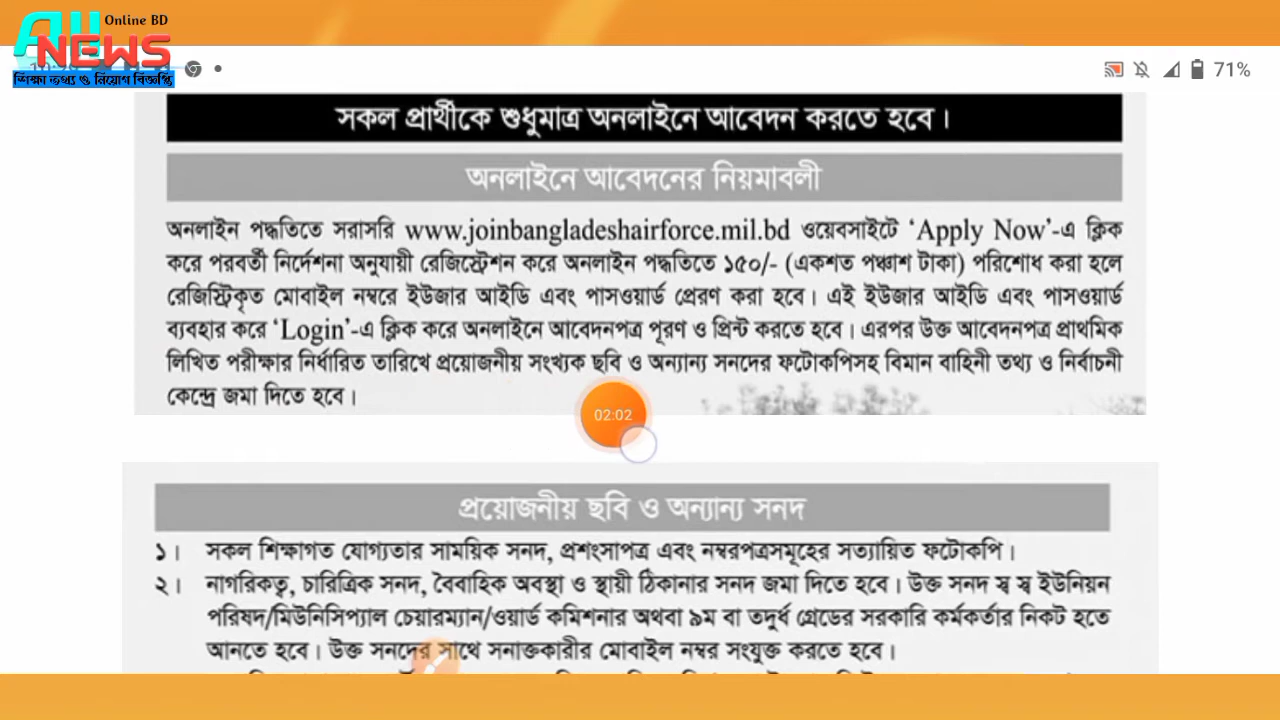 Online BD
NEWS
শিক্ষা তথ্য ও নিয়োগ বিজ্ঞপ্তি
71%
সকল প্রার্থীকে শুধুমাত্র অনলাইনে আবেদন করতে হবে।
অনলাইনে আবেদনের নিয়মাবলী
অনলাইন পদ্ধতিতে সরাসরি www.joinbangladeshairforce.mil.bd ওয়েবসাইটে ‘Apply Now’-এ ক্লিক
করে পরবর্তী নির্দেশনা অনুযায়ী রেজিস্ট্রেশন করে অনলাইন পদ্ধতিতে ১৫০/- (একশত পঞ্চাশ টাকা) পরিশোধ করা হলে
রেজিস্ট্রিকৃত মোবাইল নম্বরে ইউজার আইডি এবং পাসওয়ার্ড প্রেরণ করা হবে। এই ইউজার আইডি এবং পাসওয়ার্ড
ব্যবহার করে ‘Login’-এ ক্লিক করে অনলাইনে আবেদনপত্র পূরণ ও প্রিন্ট করতে হবে। এরপর উক্ত আবেদনপত্র প্রাথমিক
লিখিত পরীক্ষার নির্ধারিত তারিখে প্রয়োজনীয় সংখ্যক ছবি ও অন্যান্য সনদের ফটোকপিসহ বিমান বাহিনী তথ্য ও নির্বাচনী
কেন্দ্রে জমা দিতে হবে।
02:02
প্রয়োজনীয় ছবি ও অন্যান্য সনদ
১। সকল শিক্ষাগত যোগ্যতার সাময়িক সনদ, প্রশংসাপত্র এবং নম্বরপত্রসমূহের সত্যায়িত ফটোকপি।
২। নাগরিকত্ব, চারিত্রিক সনদ, বৈবাহিক অবস্থা ও স্থায়ী ঠিকানার সনদ জমা দিতে হবে। উক্ত সনদ স্ব স্ব ইউনিয়ন
পরিষদ/মিউনিসিপ্যাল চেয়ারম্যান/ওয়ার্ড কমিশনার অথবা ৯ম বা তদুর্ধ গ্রেডের সরকারি কর্মকর্তার নিকট হতে
আনতে হবে। উক্ত সনদের সাথে সনাক্তকারীর মোবাইল নম্বর সংযুক্ত করতে হবে।